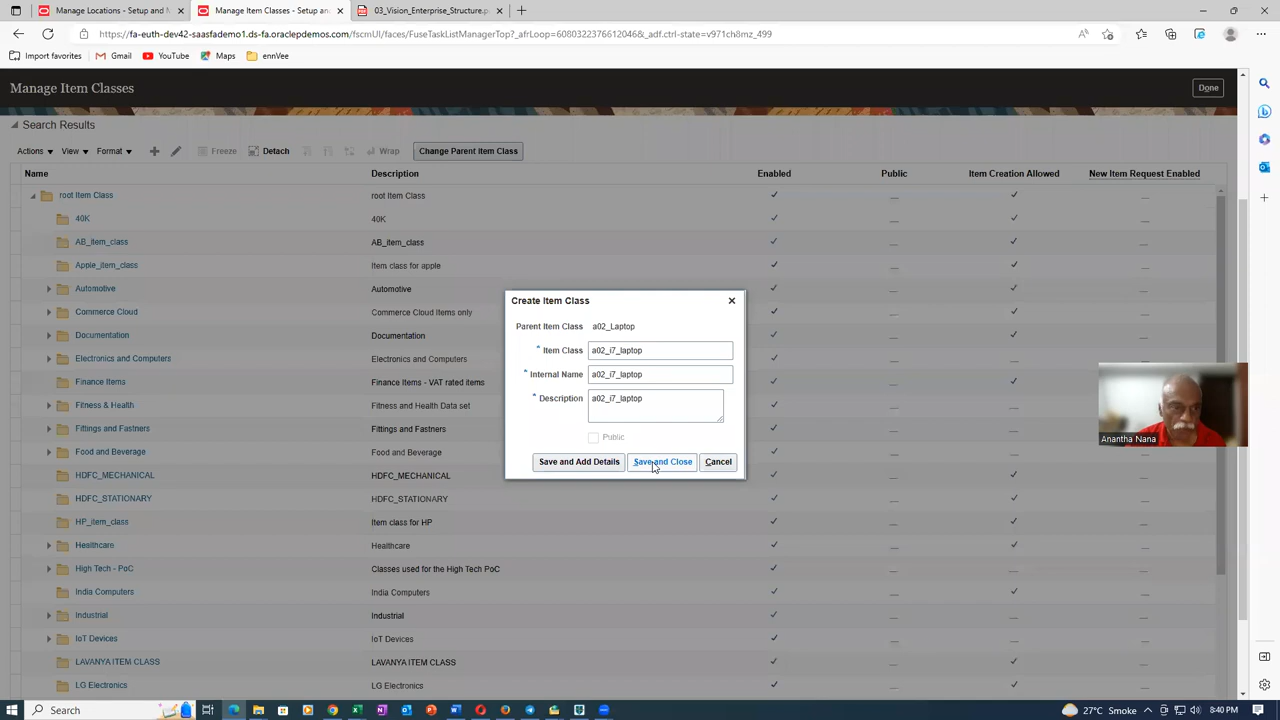 Manage Locations - Setup and M
Manage Item Classes - Setup an
03_Vision_Enterprise_Structure.p
https://fa-euth-dev42-saasfademo1.ds-fa.oraclepdemos.com/fscmUI/faces/FuseTaskListManagerTop?_afrLoop=60803223767612046&_adf.ctrl-state=v971ch8mz_499
Import favorites
Gmail
YouTube
Maps
ennVee
Manage Item Classes
Done
Search Results
Actions View Format Freeze Detach Wrap Change Parent Item Class
Name Description Enabled Public Item Creation Allowed New Item Request Enabled
root Item Class root Item Class
40K 40K
AB_item_class AB_item_class
Apple_item_class Item class for apple
Automotive Automotive
Commerce Cloud Commerce Cloud Items only
Documentation Documentation
Electronics and Computers Electronics and Computers
Finance Items Finance Items - VAT rated items
Fitness & Health Fitness and Health Data set
Fittings and Fastners Fittings and Fastners
Food and Beverage Food and Beverage
HDFC_MECHANICAL HDFC_MECHANICAL
HDFC_STATIONARY HDFC_STATIONARY
HP_item_class Item class for HP
Healthcare Healthcare
High Tech - PoC Classes used for the High Tech PoC
India Computers India Computers
Industrial Industrial
IoT Devices IoT Devices
LAVANYA ITEM CLASS LAVANYA ITEM CLASS
LG Electronics LG Electronics
Create Item Class
Parent Item Class a02_Laptop
* Item Class a02_i7_laptop
* Internal Name a02_i7_laptop
* Description a02_i7_laptop
Public
Save and Add Details Save and Close Cancel
Anantha Nana
Search
27°C Smoke
8:40 PM